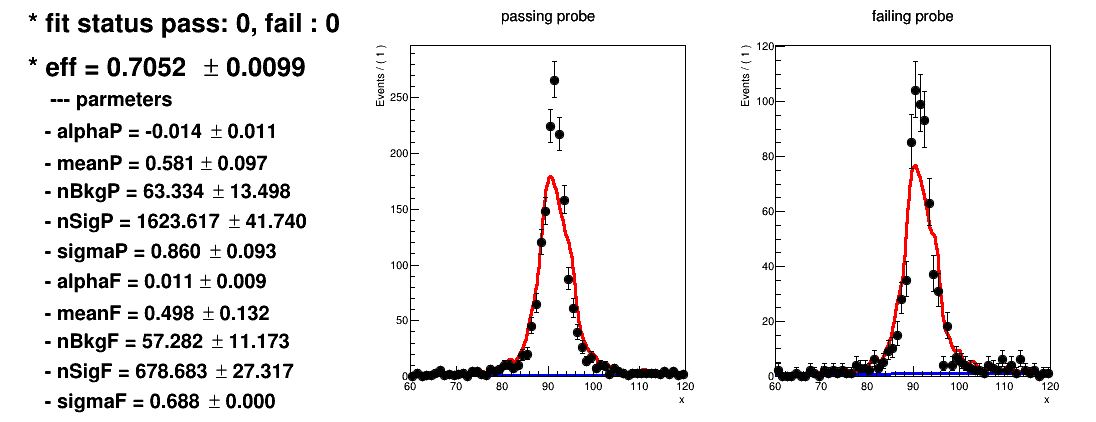 * fit status pass: 0, fail : 0
* eff = 0.7052 ± 0.0099
--- parmeters
- alphaP = -0.014 ± 0.011
- meanP = 0.581 ± 0.097
- nBkgP = 63.334 ± 13.498
- nSigP = 1623.617 ± 41.740
- sigmaP = 0.860 ± 0.093
- alphaF = 0.011 ± 0.009
- meanF = 0.498 ± 0.132
- nBkgF = 57.282 ± 11.173
- nSigF = 678.683 ± 27.317
- sigmaF = 0.688 ± 0.000
passing probe
Events / ( 1 )
250
200
150
100
50
0
60 70 80 90 100 110 120
x
failing probe
Events / ( 1 )
120
100
80
60
40
20
0
60 70 80 90 100 110 120
x